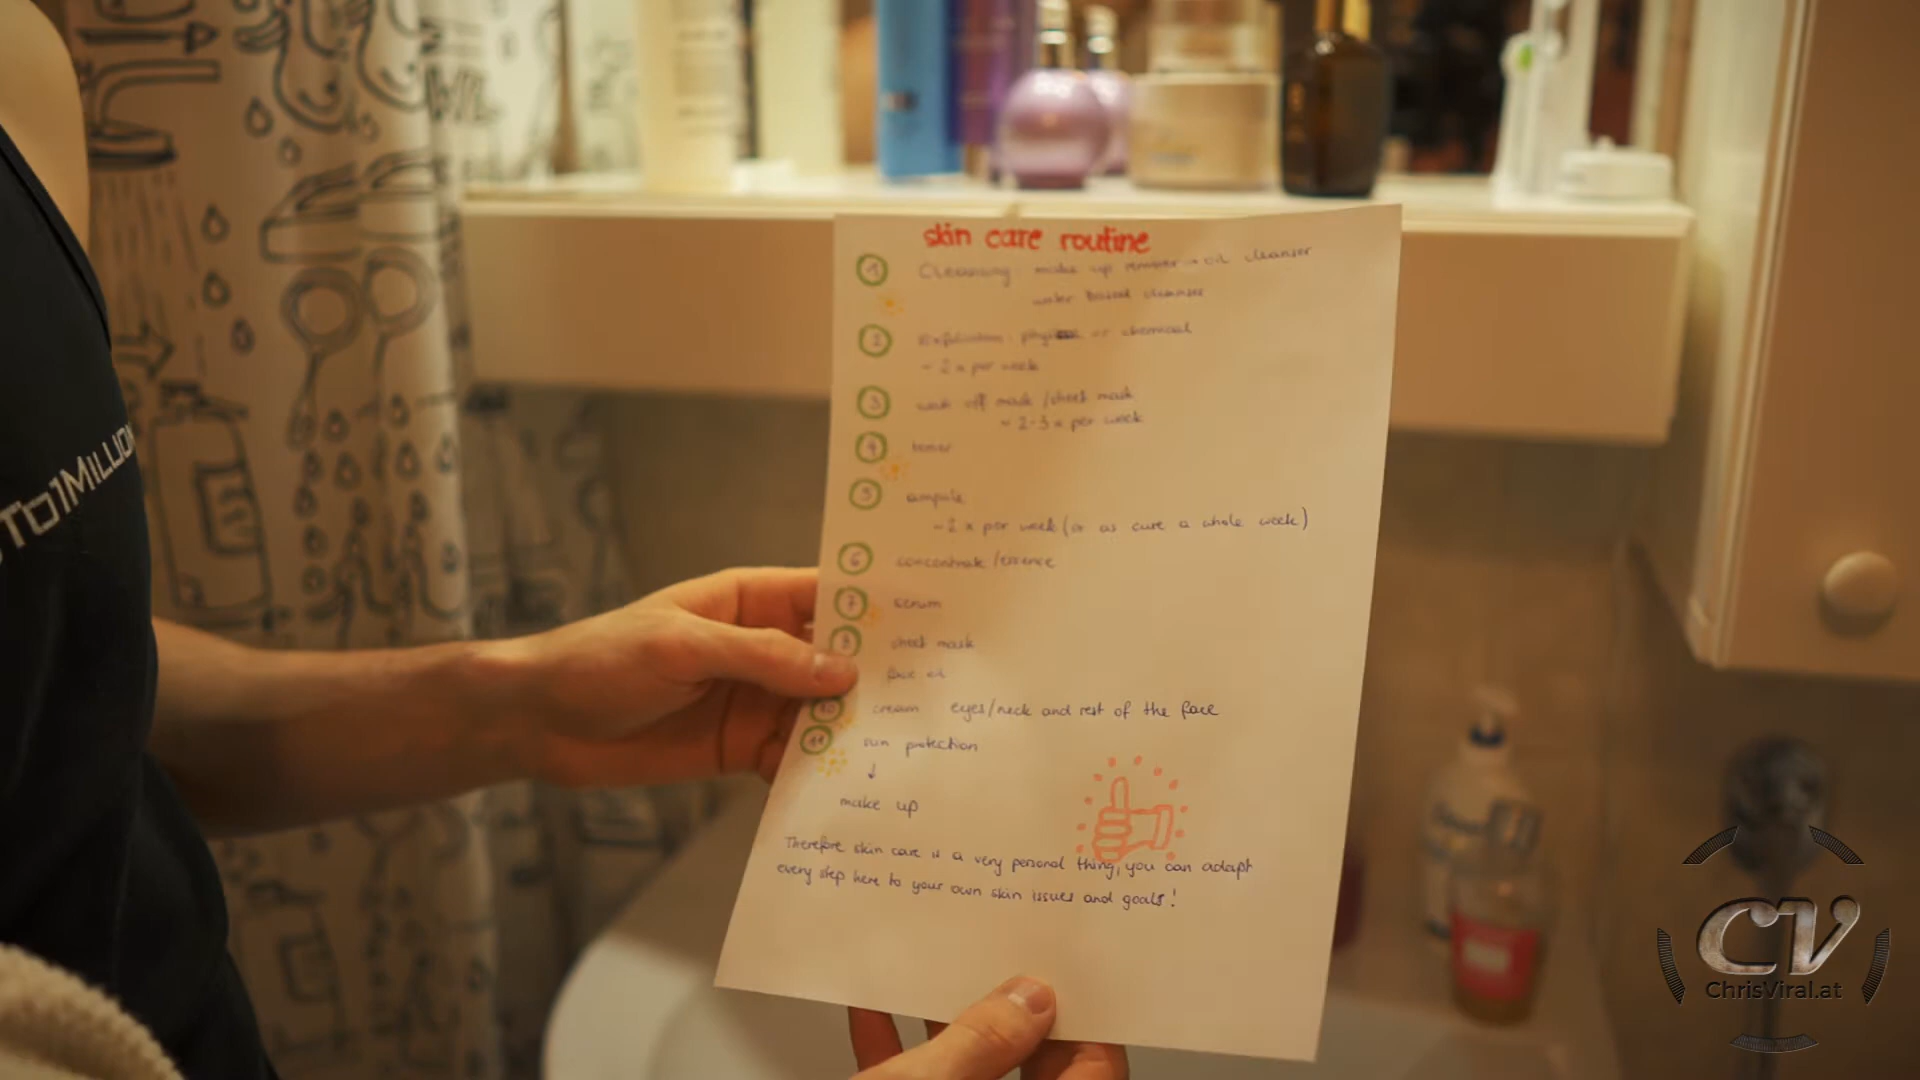 skin care routine
1 Cleansing: make up remover → oil cleanser
water based cleanser
2 Exfoliation: or chemical
~ 2 x per week
3 wash off mask / sheet mask
~ 2-3 x per week
4 toner
5 ampule
~ 2 x per week (or as cure a whole week)
6 concentrate / essence
7 serum
8 sheet mask
face oil
10 cream eyes/neck and rest of the face
11 sun protection
↓
make up
Therefore skin care is a very personal thing, you can adapt
every step here to your own skin issues and goals!
To1Million
CV
ChrisViral.at